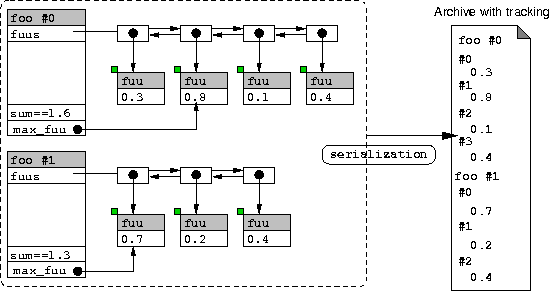 Archive with tracking
foo #0
fuus
fuu
fuu
fuu
fuu
0.3
0.8
0.1
0.4
sum==1.6
max_fuu
foo #1
fuus
fuu
fuu
fuu
0.7
0.2
0.4
sum==1.3
max_fuu
serialization
foo #0
#0
0.3
#1
0.8
#2
0.1
#3
0.4
foo #1
#0
0.7
#1
0.2
#2
0.4